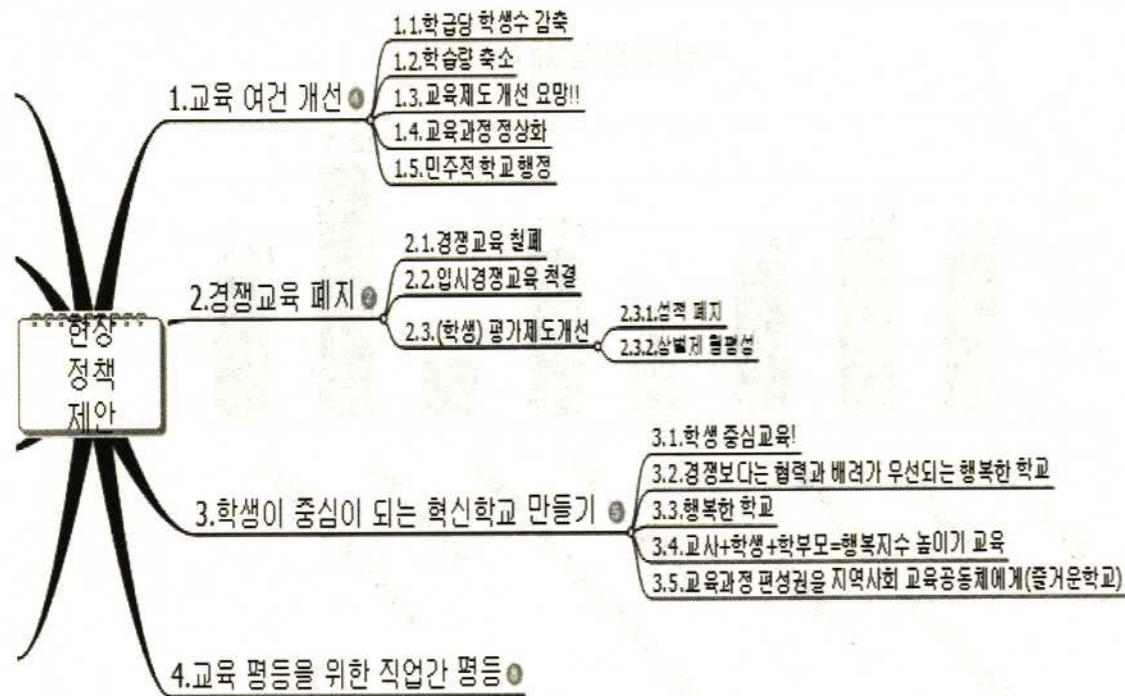 현장
정책
제안
1.교육 여건 개선
1.1.학급당 학생수 감축
1.2.학습량 축소
1.3.교육제도 개선 요망!!
1.4.교육과정 정상화
1.5.민주적 학교 행정
2.경쟁교육 폐지
2.1.경쟁교육 철폐
2.2.입시경쟁교육 척결
2.3.(학생) 평가제도개선
2.3.1.성적 폐지
2.3.2.상벌제 형평성
3.학생이 중심이 되는 혁신학교 만들기
3.1.학생 중심교육!
3.2.경쟁보다는 협력과 배려가 우선되는 행복한 학교
3.3.행복한 학교
3.4.교사+학생+학부모=행복지수 높이기 교육
3.5.교육과정 편성권을 지역사회 교육공동체에게(즐거운학교)
4.교육 평등을 위한 직업간 평등